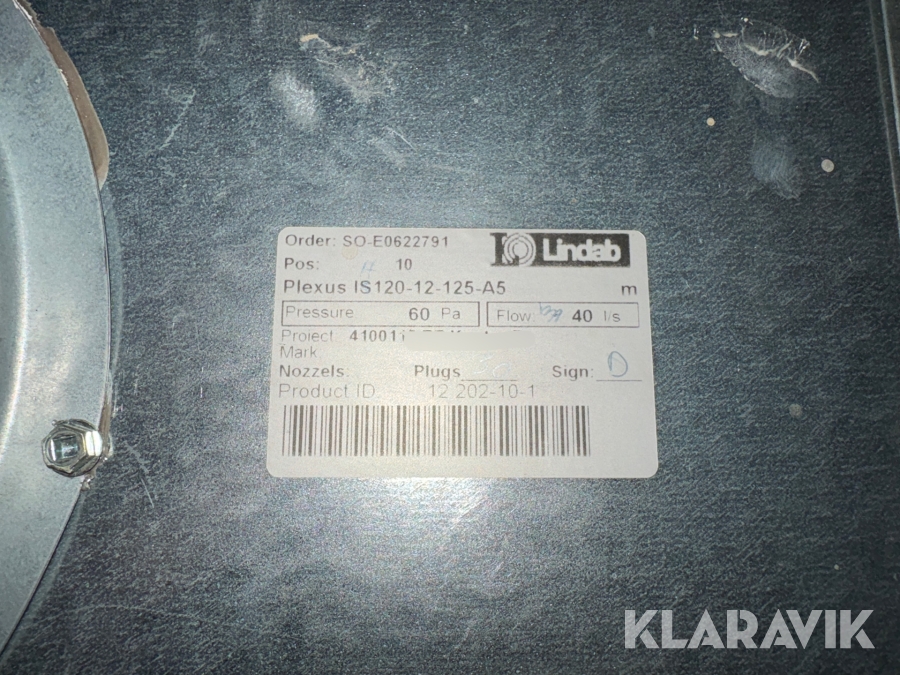 Order: SO-E0622791
Lindab
Pos: 10
Plexus IS120-12-125-A5 m
Pressure 60 Pa Flow: 40 l/s
Project
Mark
Nozzels: Plugs Sign: D
Product ID 12 202-10-1
KLARAVIK